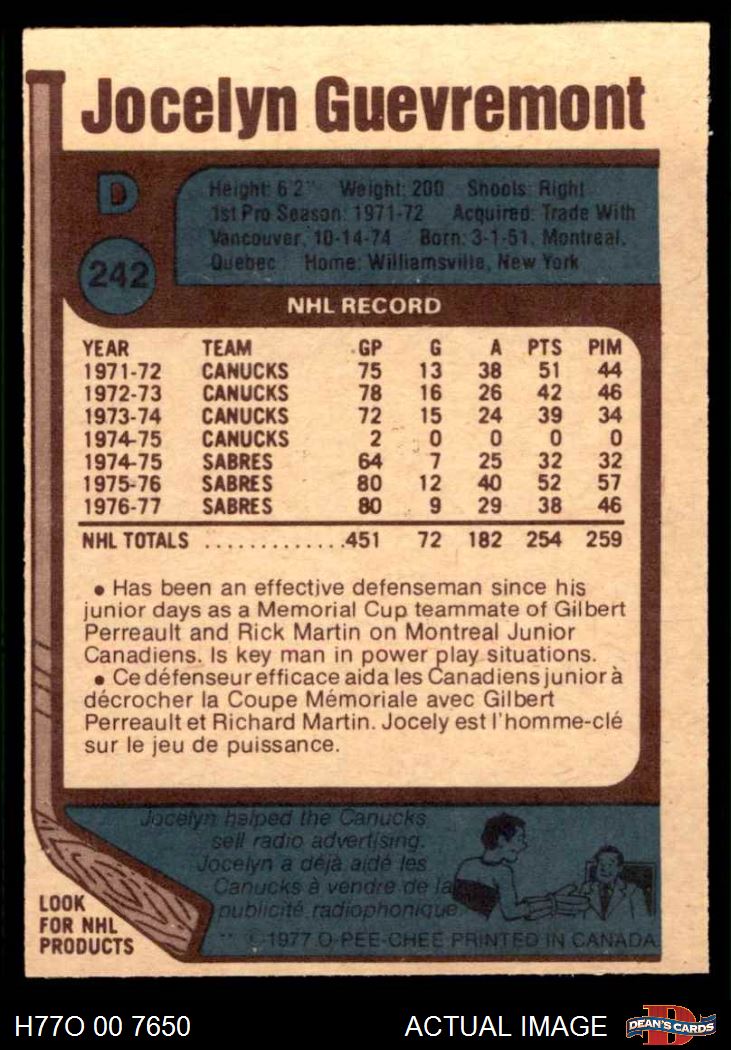 Jocelyn Guevremont
D
242
Height: 6'2" Weight: 200 Shoots: Right
1st Pro Season: 1971-72 Acquired: Trade With
Vancouver, 10-14-74 Born: 3-1-51, Montreal,
Quebec Home: Williamsville, New York
NHL RECORD
YEAR TEAM GP G A PTS PIM
1971-72 CANUCKS 75 13 38 51 44
1972-73 CANUCKS 78 16 26 42 46
1973-74 CANUCKS 72 15 24 39 34
1974-75 CANUCKS 2 0 0 0 0
1974-75 SABRES 64 7 25 32 32
1975-76 SABRES 80 12 40 52 57
1976-77 SABRES 80 9 29 38 46
NHL TOTALS .............451 72 182 254 259
• Has been an effective defenseman since his
junior days as a Memorial Cup teammate of Gilbert
Perreault and Rick Martin on Montreal Junior
Canadiens. Is key man in power play situations.
• Ce défenseur efficace aida les Canadiens junior à
décrocher la Coupe Mémoriale avec Gilbert
Perreault et Richard Martin. Jocely est l'homme-clé
sur le jeu de puissance.
Jocelyn helped the Canucks
sell radio advertising.
Jocelyn a déjà aidé les
Canucks à vendre de la
publicité radiophonique.
LOOK
FOR NHL
PRODUCTS
** ©1977 O-PEE-CHEE PRINTED IN CANADA
H77O 00 7650
ACTUAL IMAGE
D
DEAN'S CARDS